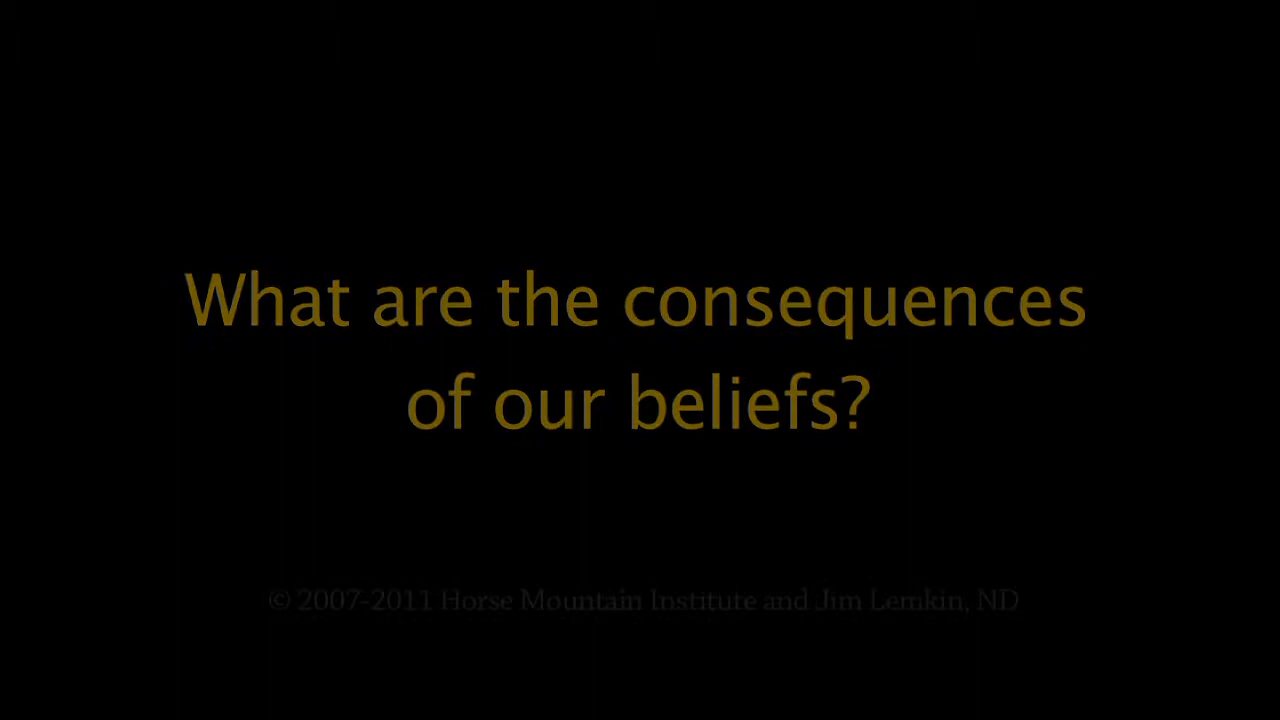 What are the consequences
of our beliefs?
© 2007-2011 Horse Mountain Institute and Jim Lemkin, ND